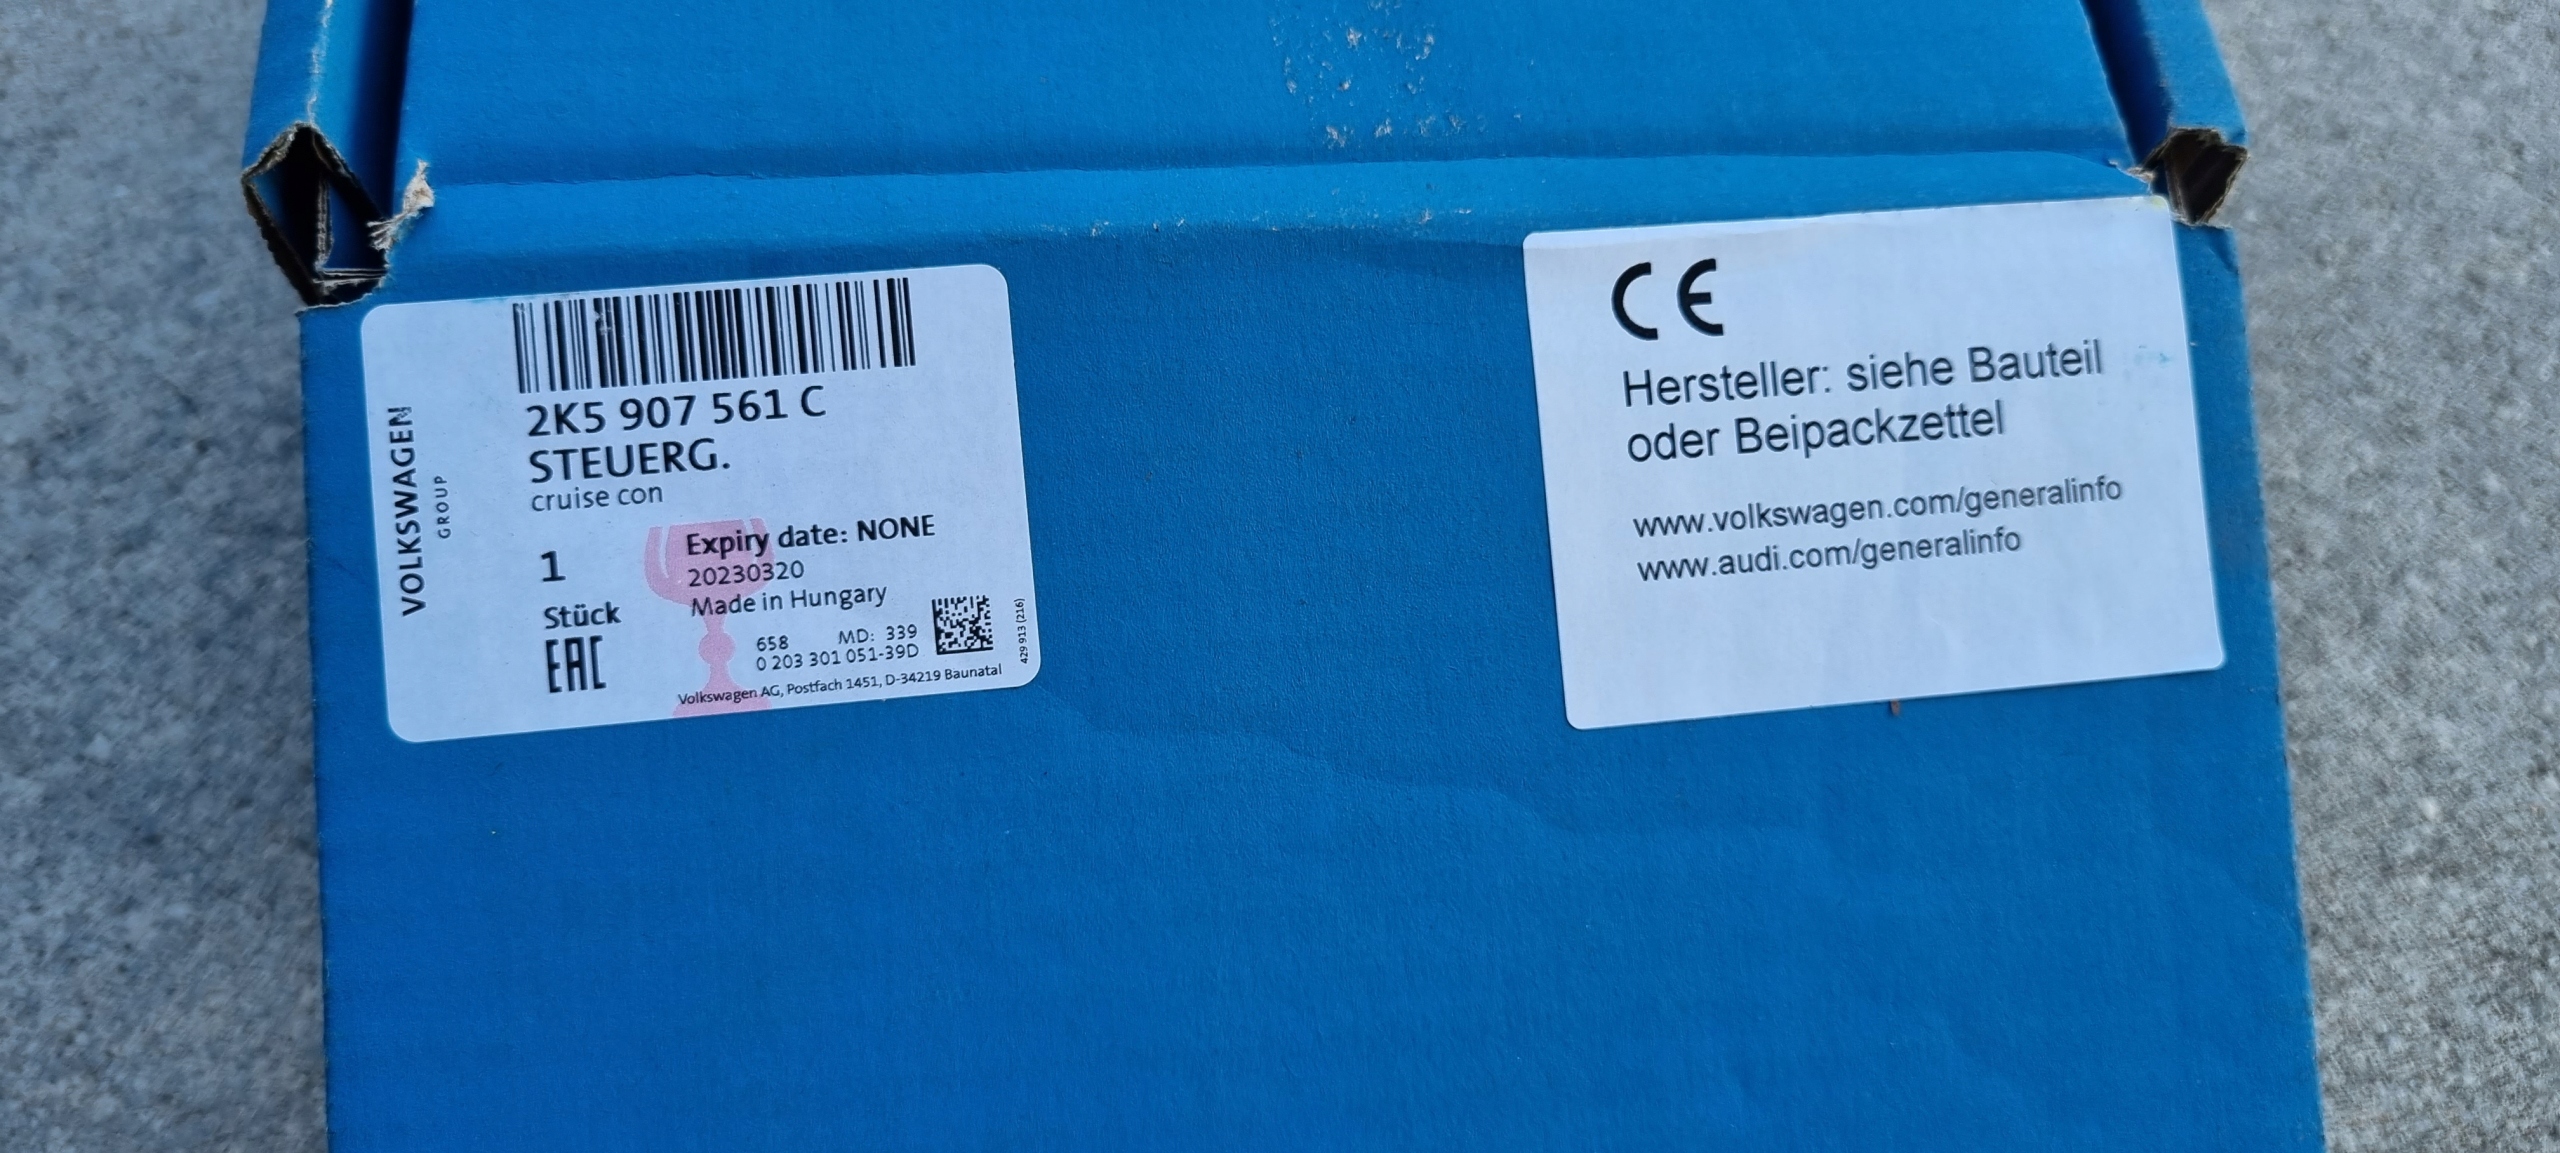 VOLKSWAGEN
GROUP
2K5 907 561 C
STEUERG.
cruise con
1
Stück
EAC
Expiry date: NONE
20230320
Made in Hungary
658 MD: 339
0 203 301 051-39D
Volkswagen AG, Postfach 1451, D-34219 Baunatal
429 913 (216)
CE
Hersteller: siehe Bauteil
oder Beipackzettel
www.volkswagen.com/generalinfo
www.audi.com/generalinfo